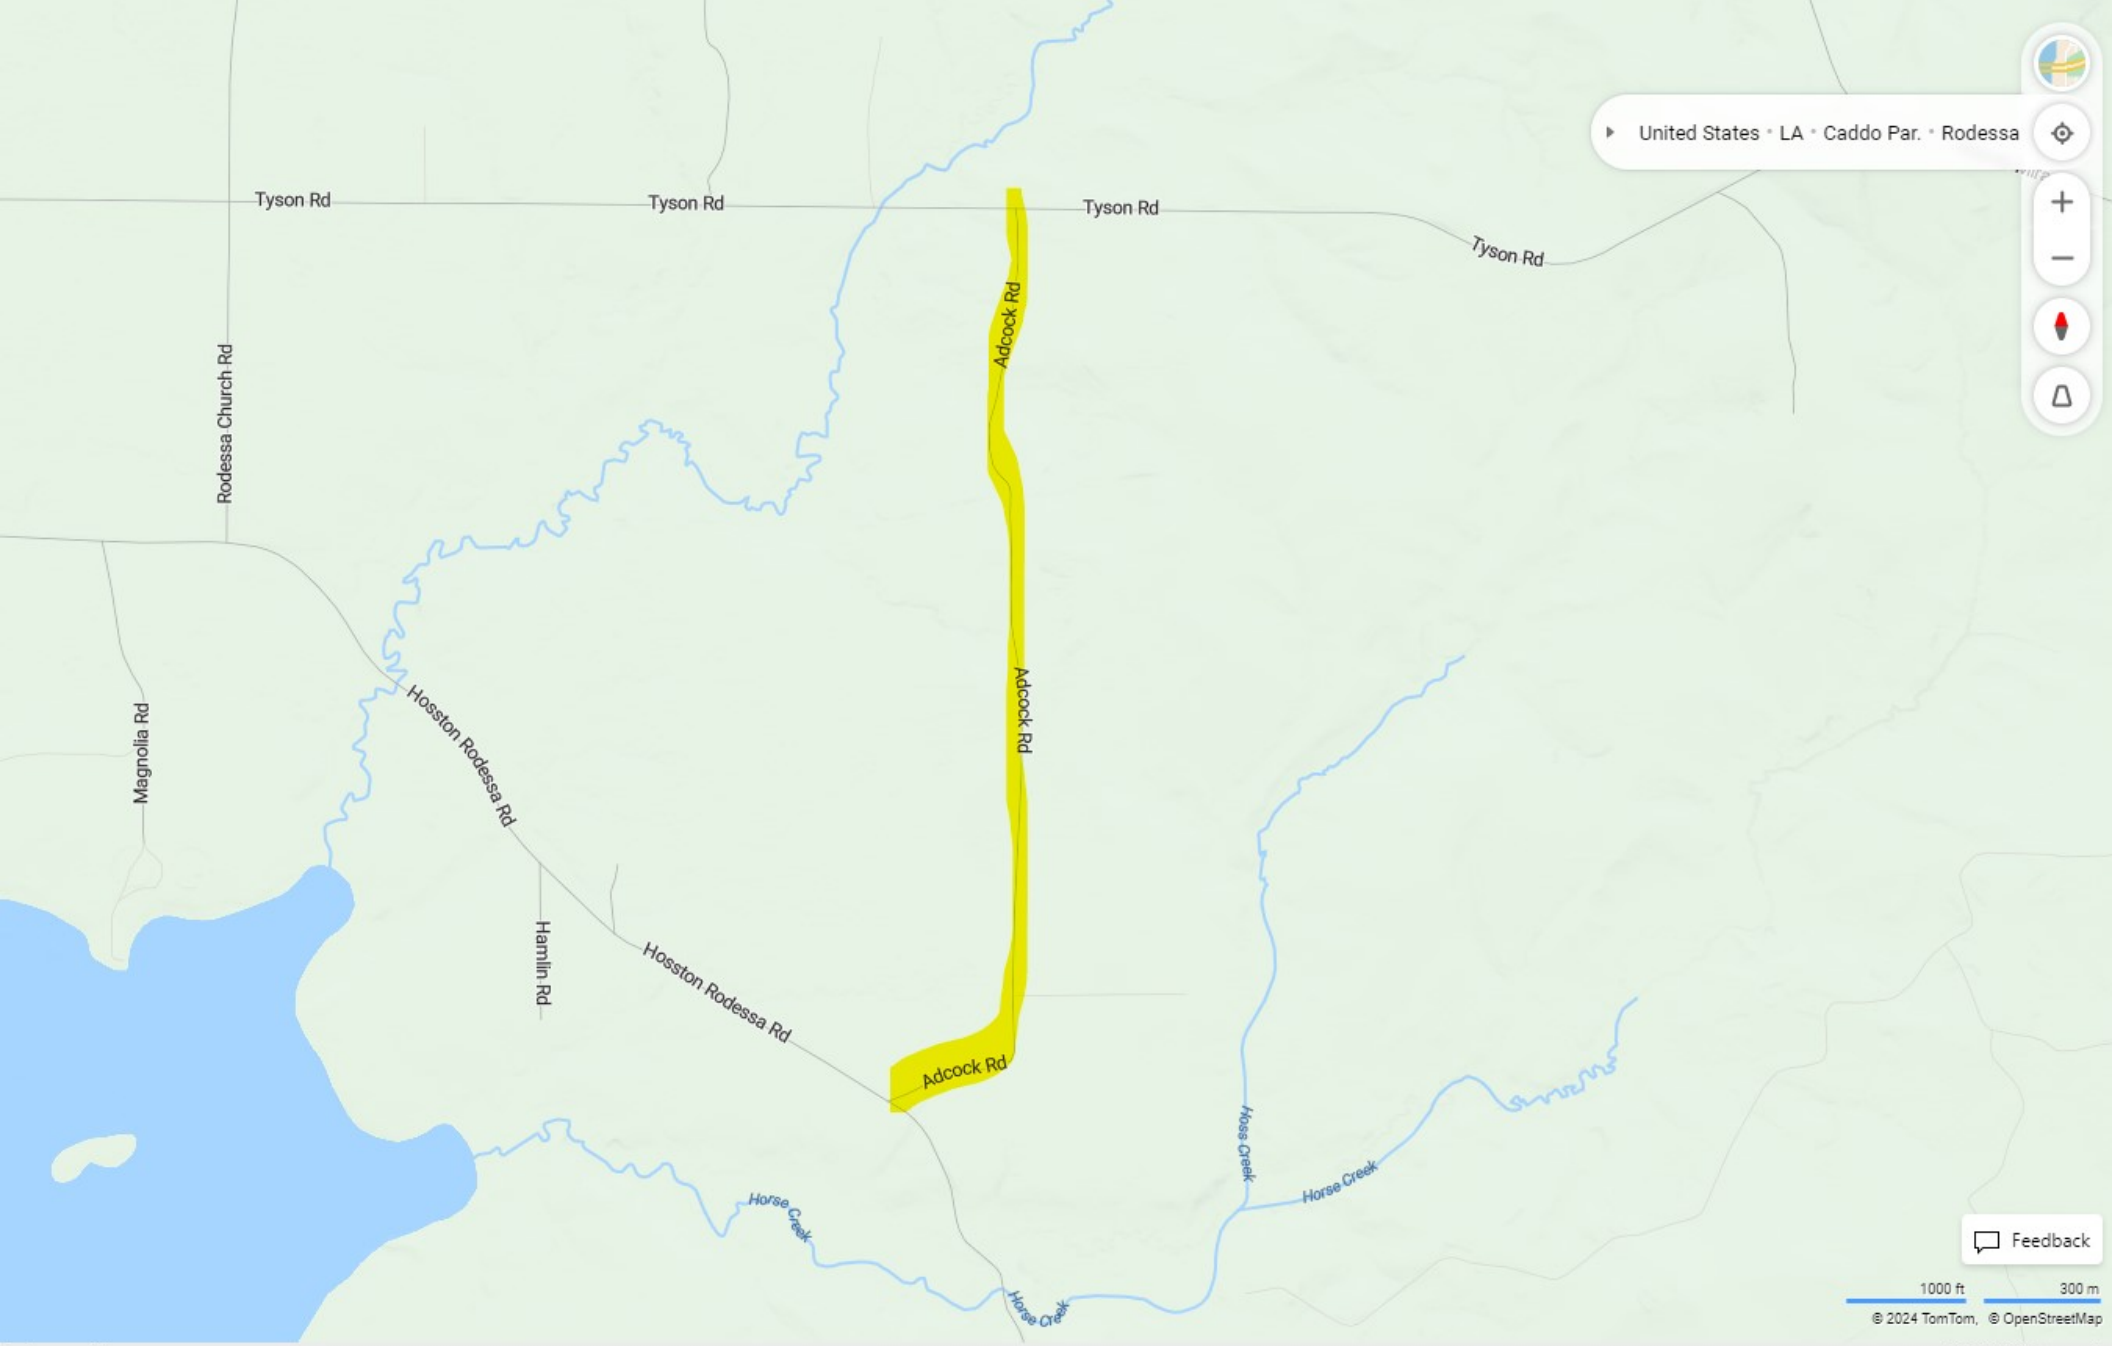 United States • LA • Caddo Par. • Rodessa
Tyson Rd
Tyson Rd
Tyson Rd
Tyson Rd
Adcock Rd
Rodessa Church Rd
Adcock Rd
Hosston Rodessa Rd
Magnolia Rd
Hamlin Rd
Hosston Rodessa Rd
Adcock Rd
Hoss Creek
Horse Creek
Horse Creek
Horse Creek
Feedback
1000 ft
300 m
© 2024 TomTom, © OpenStreetMap